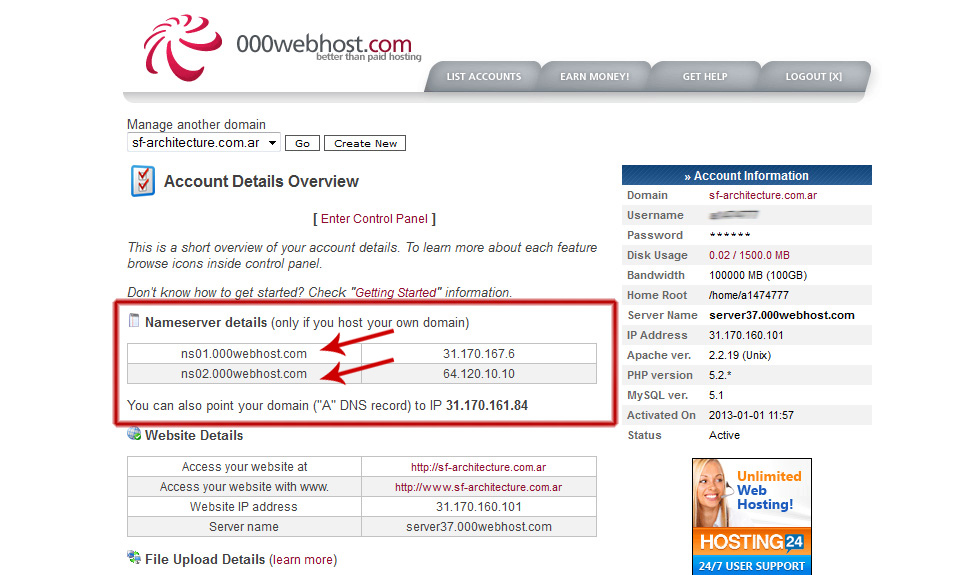 000webhost.com
better than paid hosting
LIST ACCOUNTS
EARN MONEY!
GET HELP
LOGOUT [X]
Manage another domain
sf-architecture.com.ar
Go
Create New
Account Details Overview
[ Enter Control Panel ]
This is a short overview of your account details. To learn more about each feature
browse icons inside control panel.
Don't know how to get started? Check "Getting Started" information.
Nameserver details (only if you host your own domain)
ns01.000webhost.com 31.170.167.6
ns02.000webhost.com 64.120.10.10
You can also point your domain ("A" DNS record) to IP 31.170.161.84
Website Details
Access your website at http://sf-architecture.com.ar
Access your website with www. http://www.sf-architecture.com.ar
Website IP address 31.170.160.101
Server name server37.000webhost.com
File Upload Details (learn more)
» Account Information
Domain sf-architecture.com.ar
Username
Password ******
Disk Usage 0.02 / 1500.0 MB
Bandwidth 100000 MB (100GB)
Home Root /home/a1474777
Server Name server37.000webhost.com
IP Address 31.170.160.101
Apache ver. 2.2.19 (Unix)
PHP version 5.2.*
MySQL ver. 5.1
Activated On 2013-01-01 11:57
Status Active
Unlimited
Web
Hosting!
HOSTING24
24/7 USER SUPPORT